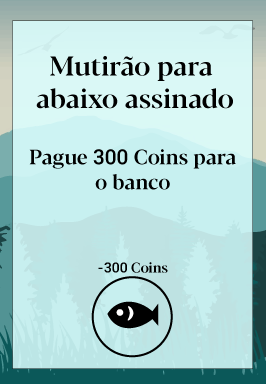 Mutirão para
abaixo assinado
Pague 300 Coins para
o banco
-300 Coins